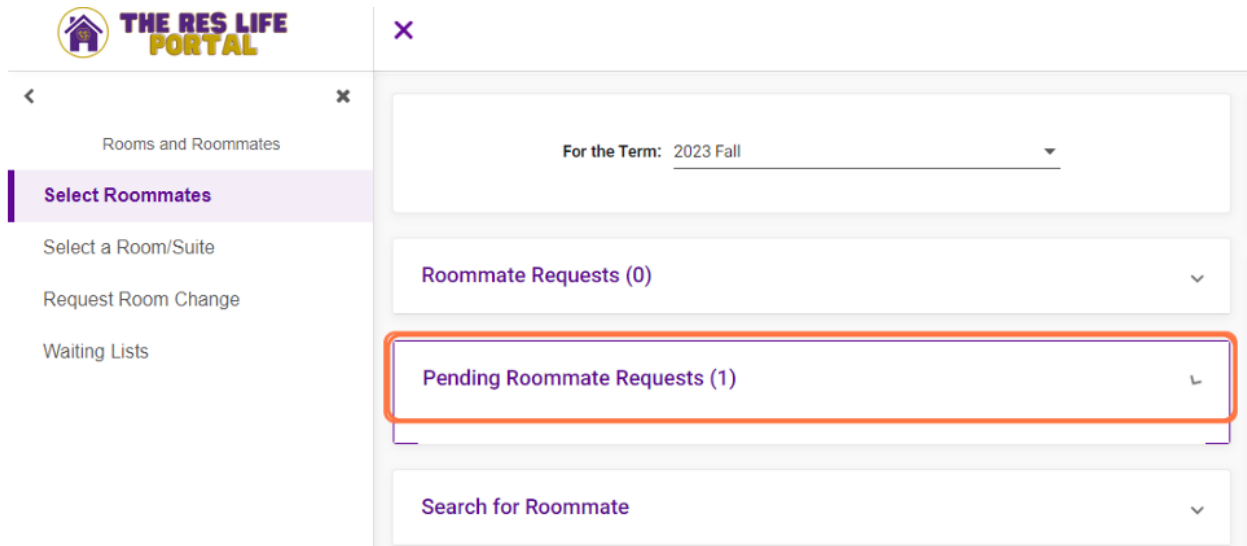 THE RES LIFE
PORTAL
Rooms and Roommates
Select Roommates
Select a Room/Suite
Request Room Change
Waiting Lists
For the Term: 2023 Fall
Roommate Requests (0)
Pending Roommate Requests (1)
Search for Roommate